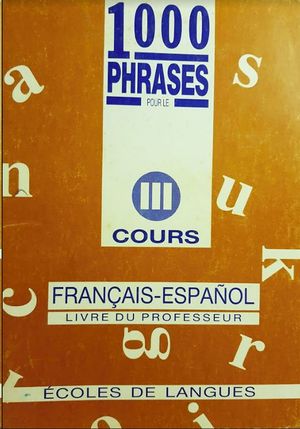 1000
PHRASES
POUR LE
III
COURS
FRANÇAIS-ESPAÑOL
LIVRE DU PROFESSEUR
ÉCOLES DE LANGUES
a
s
n
u
k
c
g
r